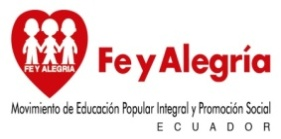 FE Y ALEGRIA
Fe y Alegría
Movimiento de Educación Popular Integral y Promoción Social
ECUADOR